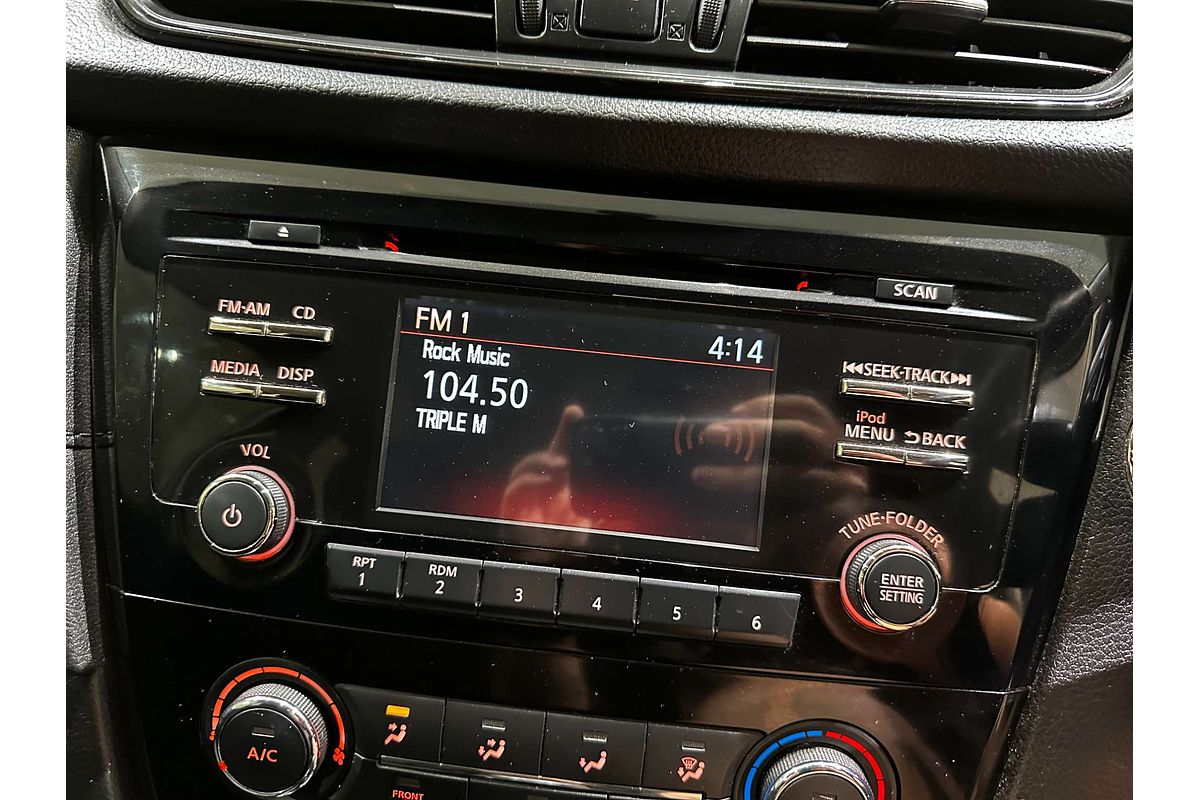 SCAN
FM-AM CD
FM 1
4:14
Rock Music
104.50
TRIPLE M
MEDIA DISP
SEEK·TRACK
iPod
MENU BACK
VOL
TUNE·FOLDER
ENTER
SETTING
RPT
1
RDM
2
3
4
5
6
A/C
FRONT